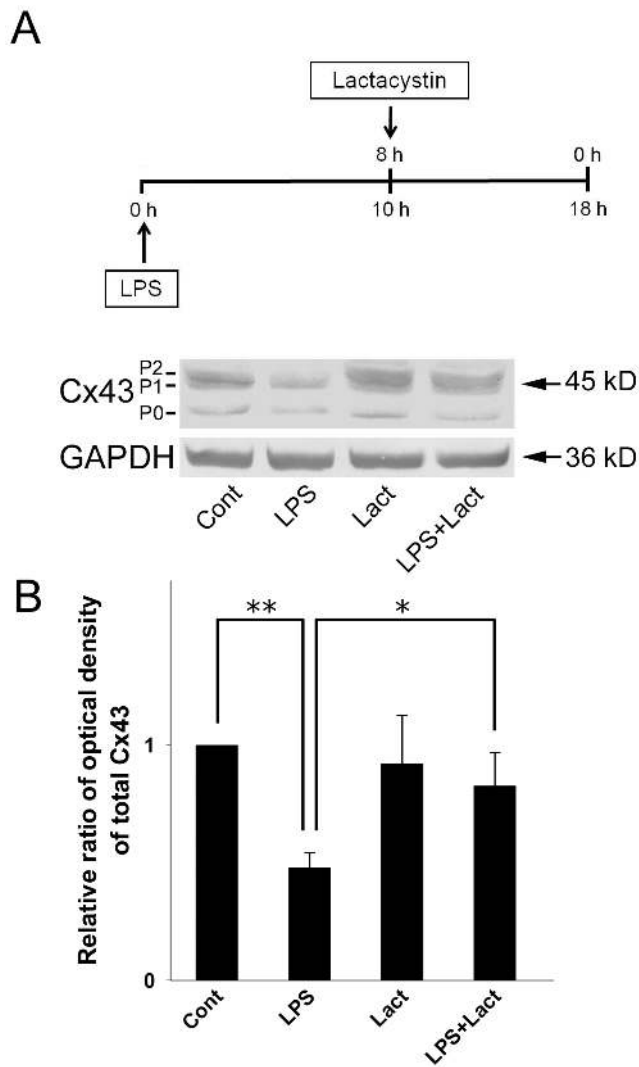 A
Lactacystin
8 h 0 h
0 h 10 h 18 h
LPS
P2
Cx43 P1 45 kD
P0
GAPDH 36 kD
Cont LPS Lact LPS+Lact
B
** *
Relative ratio of optical density
of total Cx43
1
0
Cont LPS Lact LPS+Lact